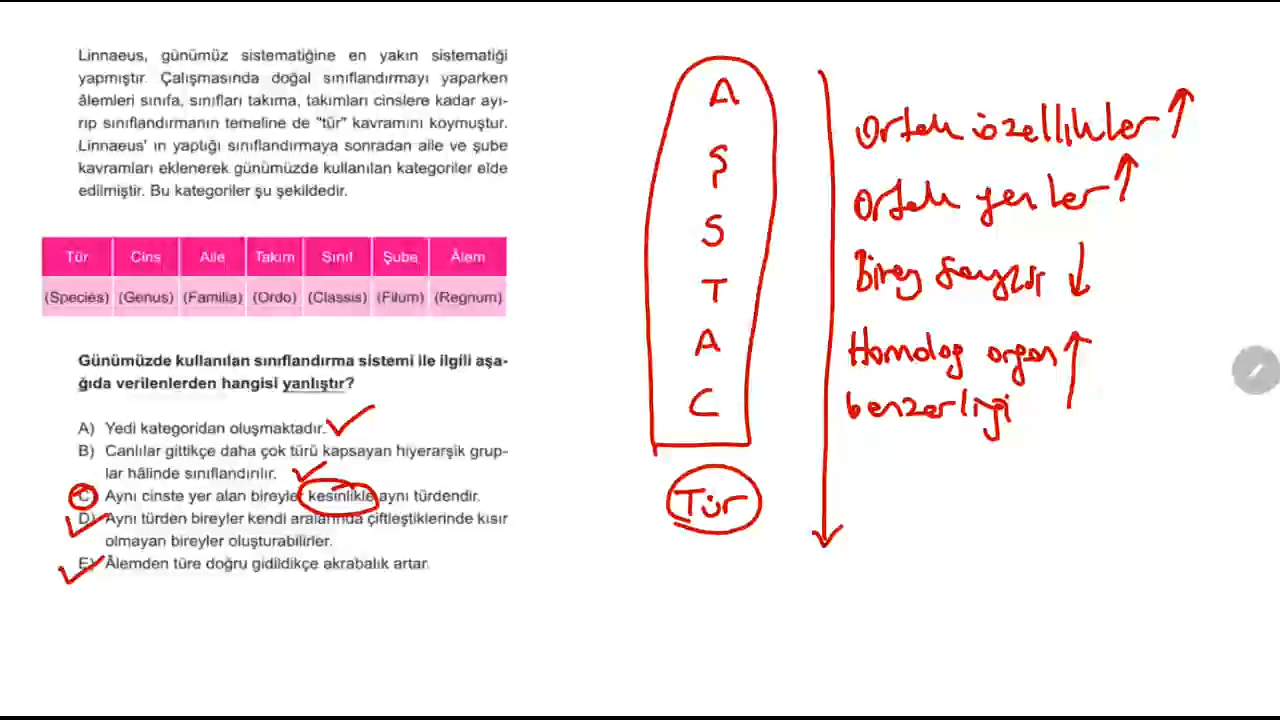 Linnaeus, günümüz sistematiğine en yakın sistematiği
yapmıştır. Çalışmasında doğal sınıflandırmayı yaparken
âlemleri sınıfa, sınıfları takıma, takımları cinslere kadar ayı-
rıp sınıflandırmanın temeline de "tür" kavramını koymuştur.
Linnaeus' ın yaptığı sınıflandırmaya sonradan aile ve şube
kavramları eklenerek günümüzde kullanılan kategoriler elde
edilmiştir. Bu kategoriler şu şekildedir.
Tür Cins Aile Takım Sınıf Şube Âlem
(Species) (Genus) (Familia) (Ordo) (Classis) (Filum) (Regnum)
Günümüzde kullanılan sınıflandırma sistemi ile ilgili aşa-
ğıda verilenlerden hangisi yanlıştır?
A) Yedi kategoridan oluşmaktadır.
B) Canlılar gittikçe daha çok türü kapsayan hiyerarşik grup-
lar hâlinde sınıflandırılır.
C) Aynı cinste yer alan bireyler kesinlikle aynı türdendir.
D) Aynı türden bireyler kendi aralarında çiftleştiklerinde kısır
olmayan bireyler oluşturabilirler.
E) Âlemden türe doğru gidildikçe akrabalık artar.
A
Ş
S
T
A
C
Tür
Ortak özellikler ↑
Ortak genler ↑
Birey sayısı ↓
Homolog organ ↑
benzerliği